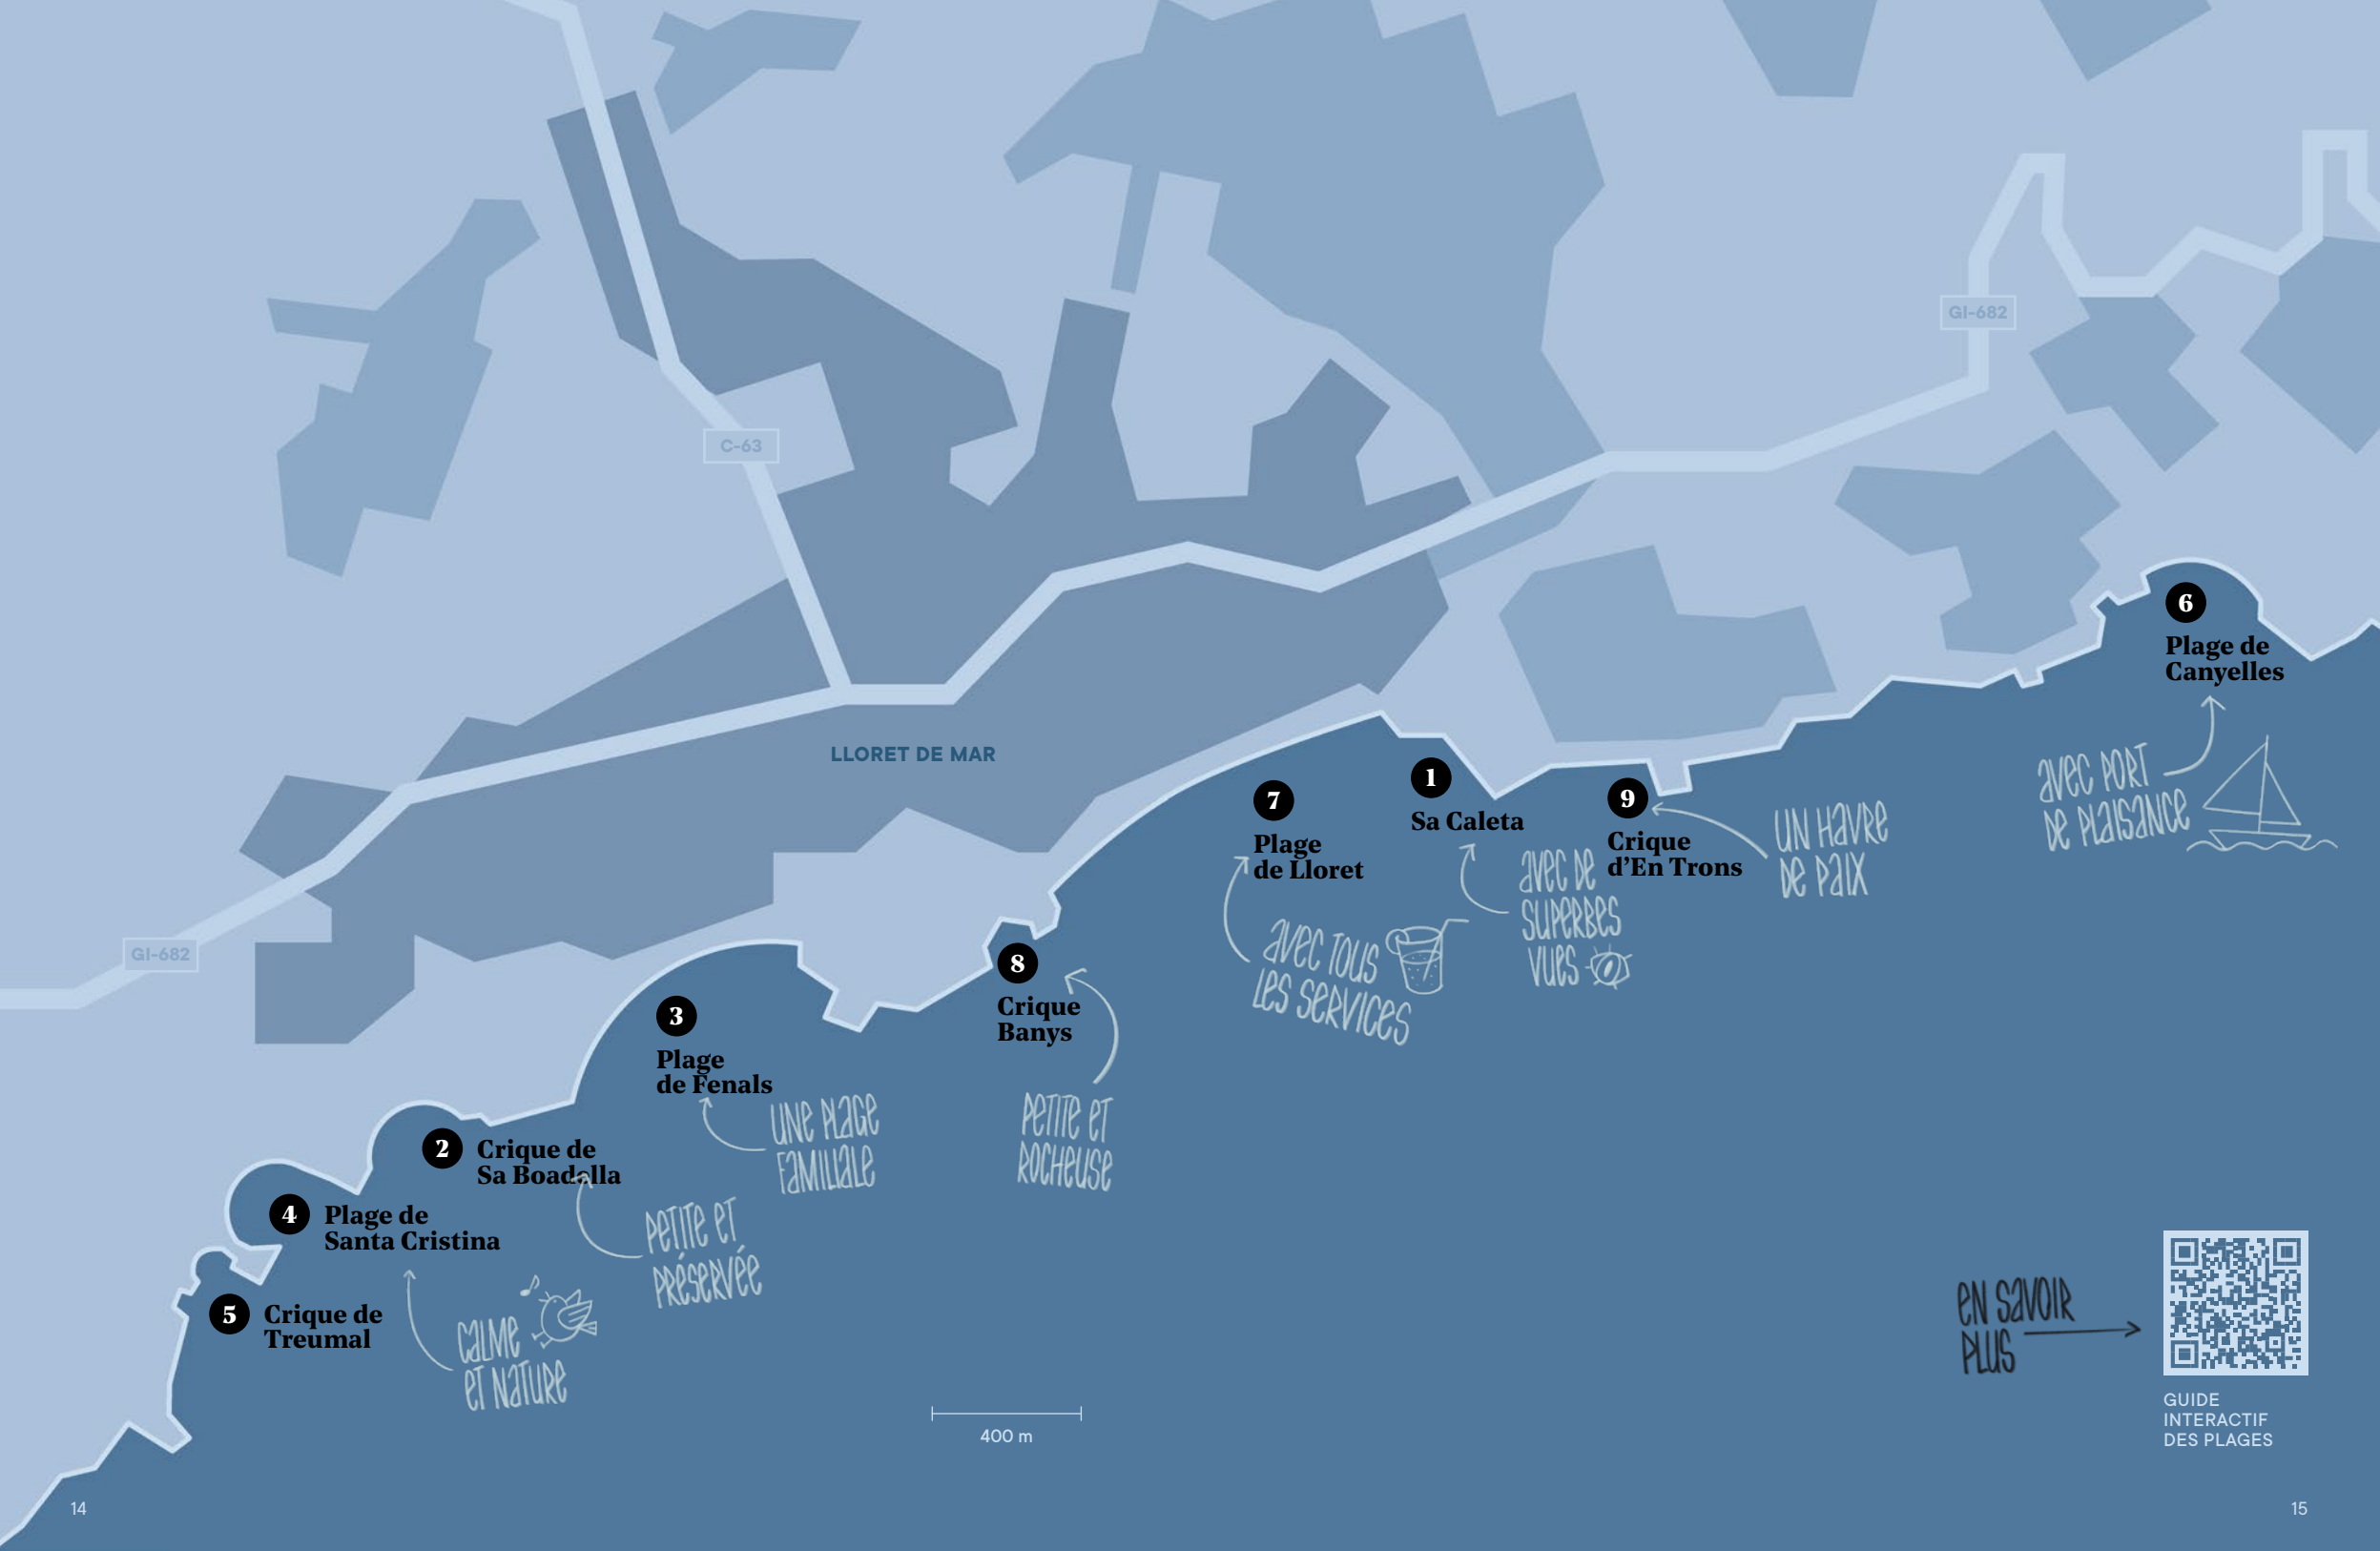 GI-682
C-63
LLORET DE MAR
GI-682
6
Plage de
Canyelles
AVEC PORT
DE PLAISANCE
1
Sa Caleta
AVEC DE
SUPERBES
VUES
9
Crique
d'En Trons
UN HAVRE
DE PAIX
7
Plage
de Lloret
AVEC TOUS
LES SERVICES
8
Crique
Banys
PETITE ET
ROCHEUSE
3
Plage
de Fenals
UNE PLAGE
FAMILIALE
2
Crique de
Sa Boadella
PETITE ET
PRÉSERVÉE
4
Plage de
Santa Cristina
CALME
ET NATURE
5
Crique de
Treumal
400 m
EN SAVOIR
PLUS
GUIDE
INTERACTIF
DES PLAGES
14
15